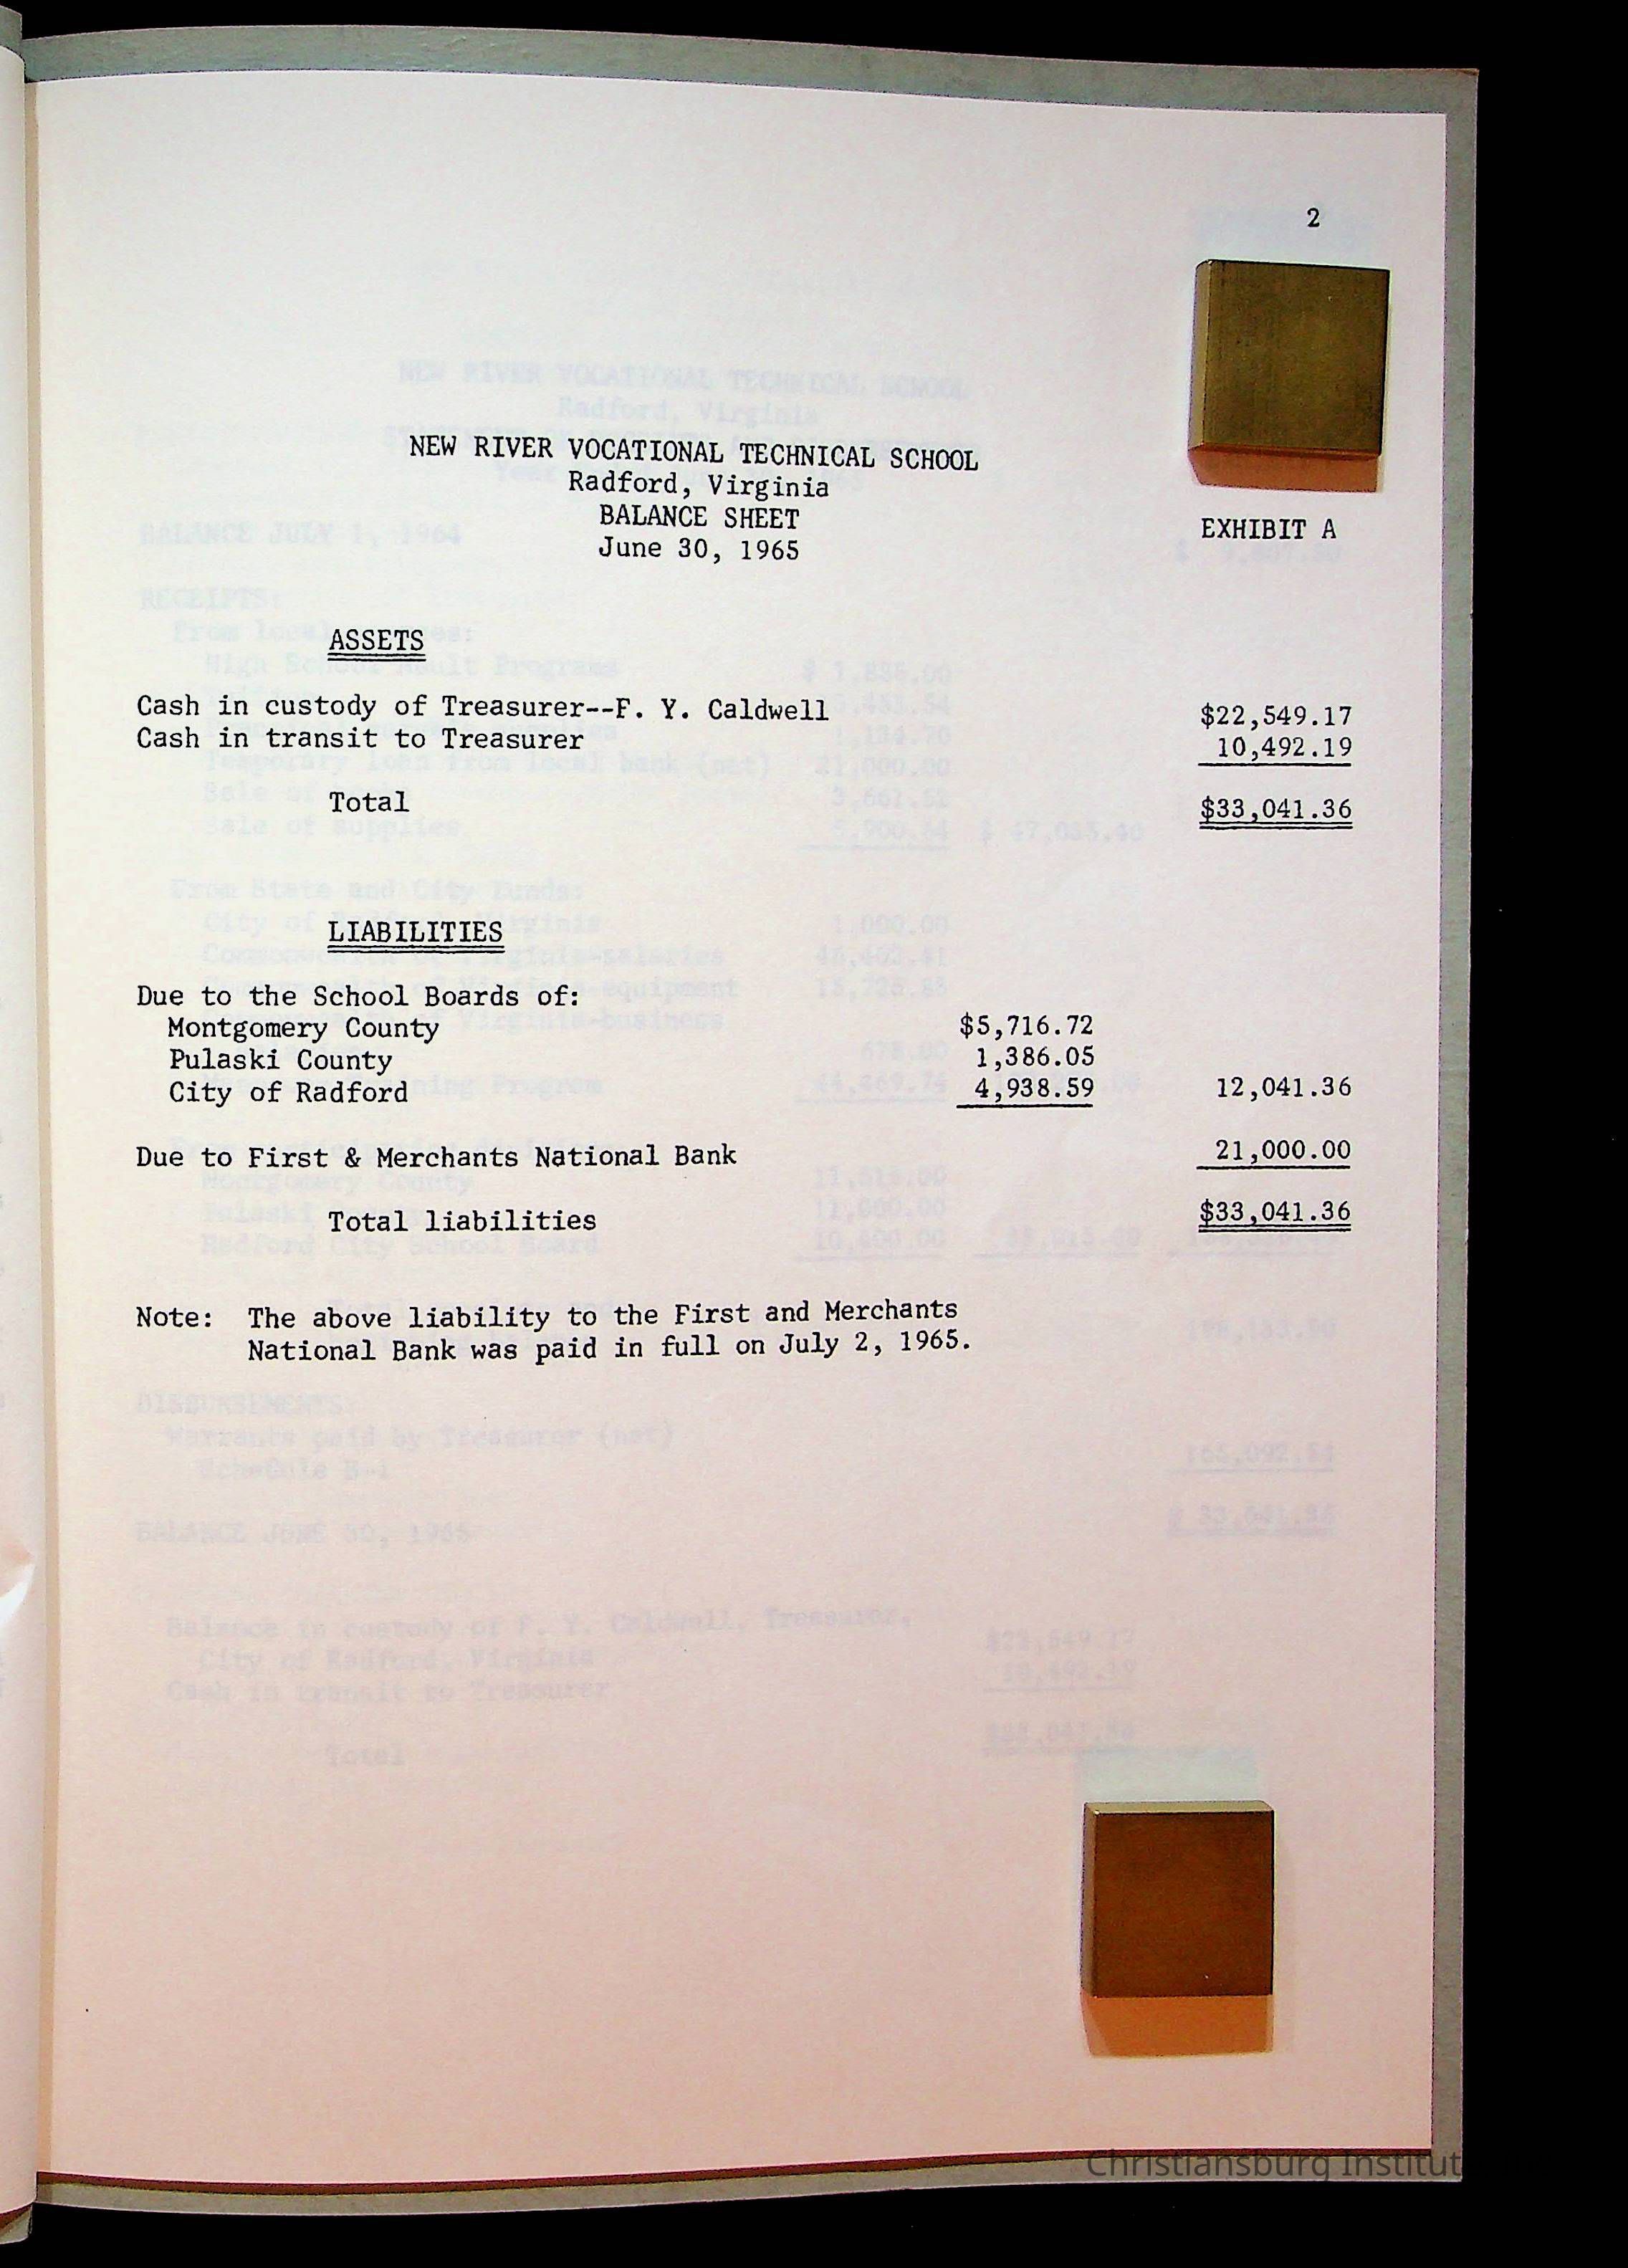 2
NEW RIVER VOCATIONAL TECHNICAL SCHOOL
Radford, Virginia
BALANCE SHEET
June 30, 1965
EXHIBIT A
ASSETS
Cash in custody of Treasurer--F. Y. Caldwell $22,549.17
Cash in transit to Treasurer 10,492.19
Total $33,041.36
LIABILITIES
Due to the School Boards of:
Montgomery County $5,716.72
Pulaski County 1,386.05
City of Radford 4,938.59 12,041.36
Due to First & Merchants National Bank 21,000.00
Total liabilities $33,041.36
Note: The above liability to the First and Merchants
National Bank was paid in full on July 2, 1965.
Christiansburg Institut